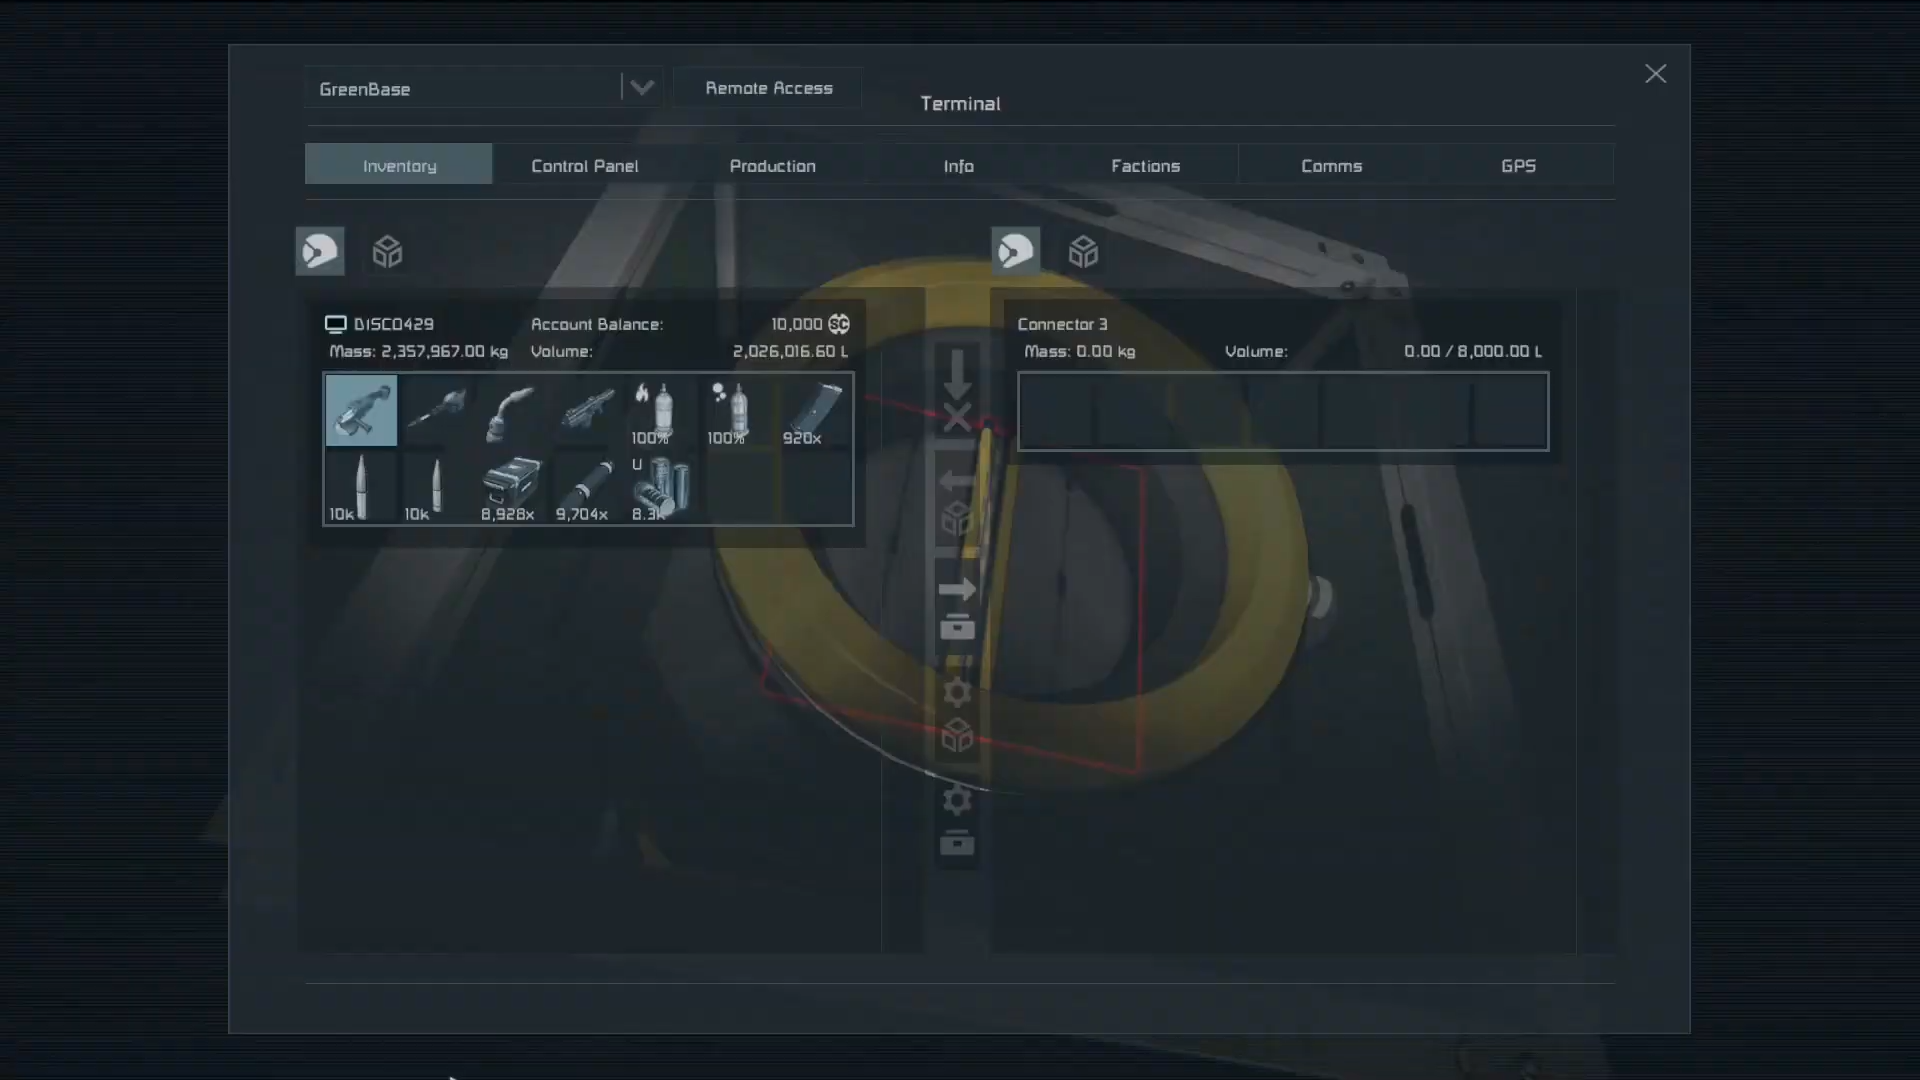 GreenBase
Remote Access
Terminal
Inventory
Control Panel
Production
Info
Factions
Comms
GPS
DISCO429
Account Balance:
10,000 SC
Mass: 2,357,967.00 kg
Volume:
2,026,016.60 L
100%
100%
920x
10k
10k
8,928x
9,704x
U
8.3k
Connector 3
Mass: 0.00 kg
Volume:
0.00 / 8,000.00 L